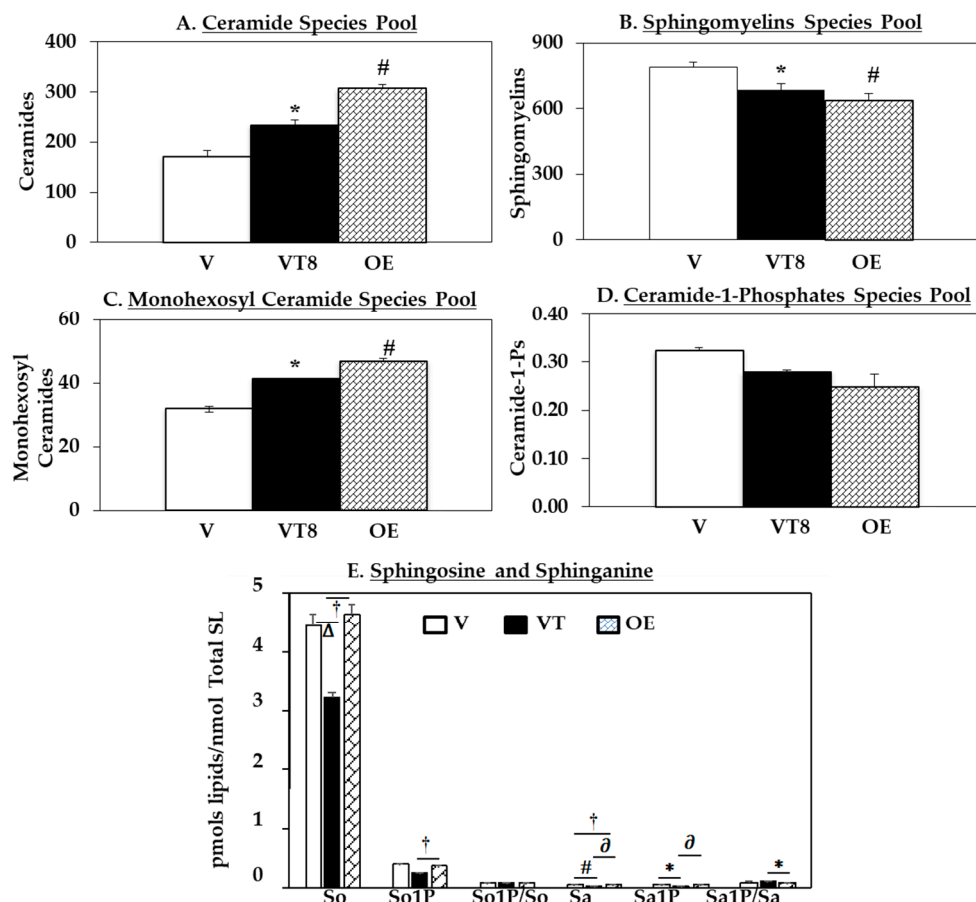 A. Ceramide Species Pool
Ceramides
400
300
200
100
0
*
#
V VT8 OE
B. Sphingomyelins Species Pool
Sphingomyelins
900
600
300
0
*
#
V VT8 OE
C. Monohexosyl Ceramide Species Pool
Monohexosyl
Ceramides
60
40
20
0
*
#
V VT8 OE
D. Ceramide-1-Phosphates Species Pool
Ceramide-1-Ps
0.40
0.30
0.20
0.10
0.00
V VT8 OE
E. Sphingosine and Sphinganine
pmols lipids/nmol Total SL
5
4
3
2
1
0
V VT OE
†
Δ
†
†
# ∂
* ∂
*
So So1P So1P/So Sa Sa1P Sa1P/Sa